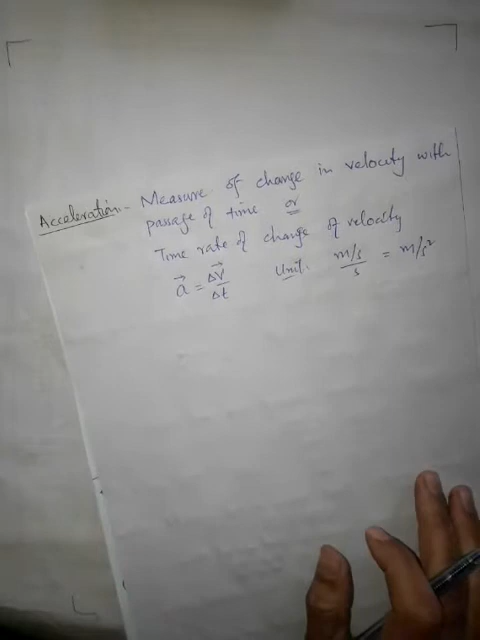 Acceleration - Measure of change in velocity with
passage of time or
Time rate of change of velocity
a⃗ = Δv⃗/Δt Unit. m/s/s = m/s²